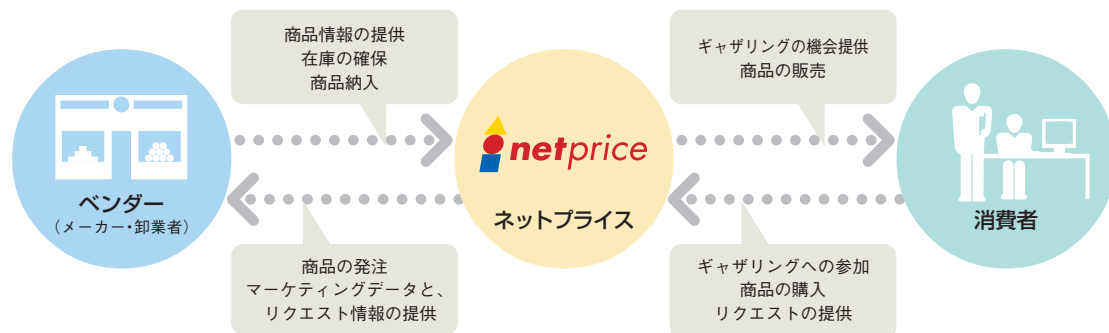 商品情報の提供
在庫の確保
商品納入
ギャザリングの機会提供
商品の販売
netprice
ベンダー
(メーカー・卸業者)
ネットプライス
消費者
商品の発注
マーケティングデータと、
リクエスト情報の提供
ギャザリングへの参加
商品の購入
リクエストの提供